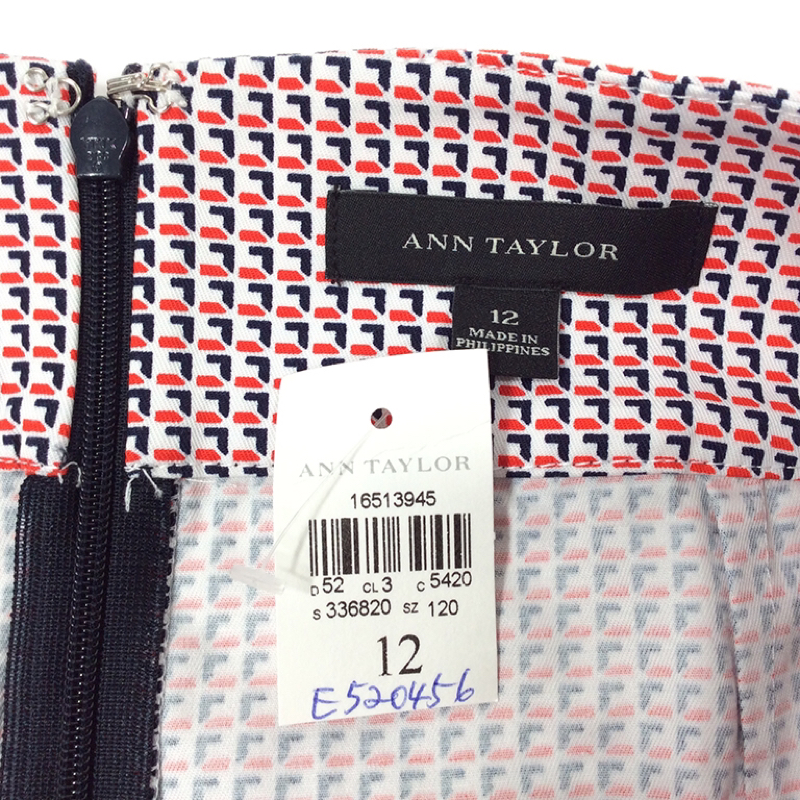 ANN TAYLOR
12
MADE IN
PHILIPPINES
ANN TAYLOR
16513945
D 52 CL 3 C 5420
S 336820 SZ 120
12
E520456